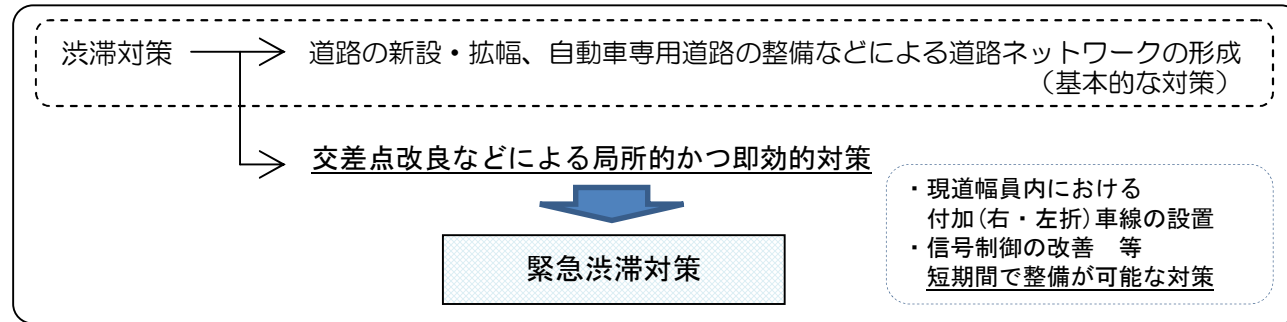 渋滞対策
道路の新設・拡幅、自動車専用道路の整備などによる道路ネットワークの形成
（基本的な対策）
交差点改良などによる局所的かつ即効的対策
緊急渋滞対策
・現道幅員内における
付加(右・左折)車線の設置
・信号制御の改善　等
短期間で整備が可能な対策